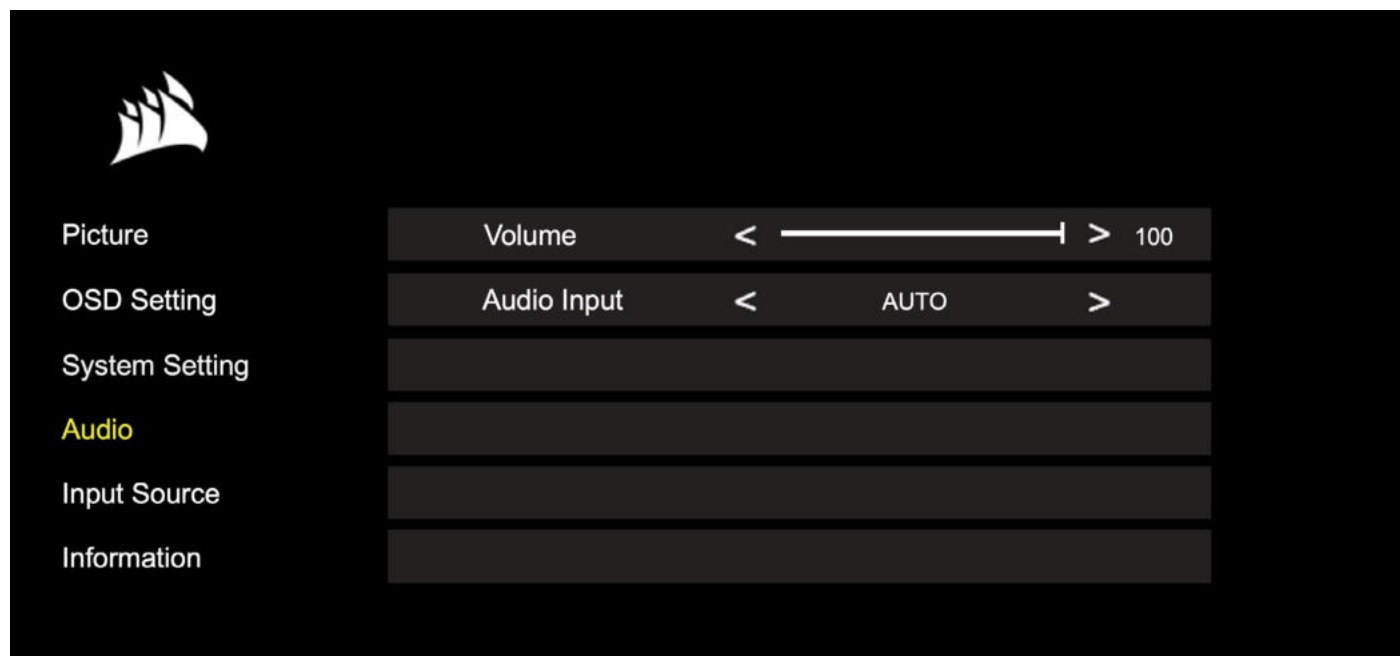 Picture
Volume < > 100
OSD Setting
Audio Input < AUTO >
System Setting
Audio
Input Source
Information